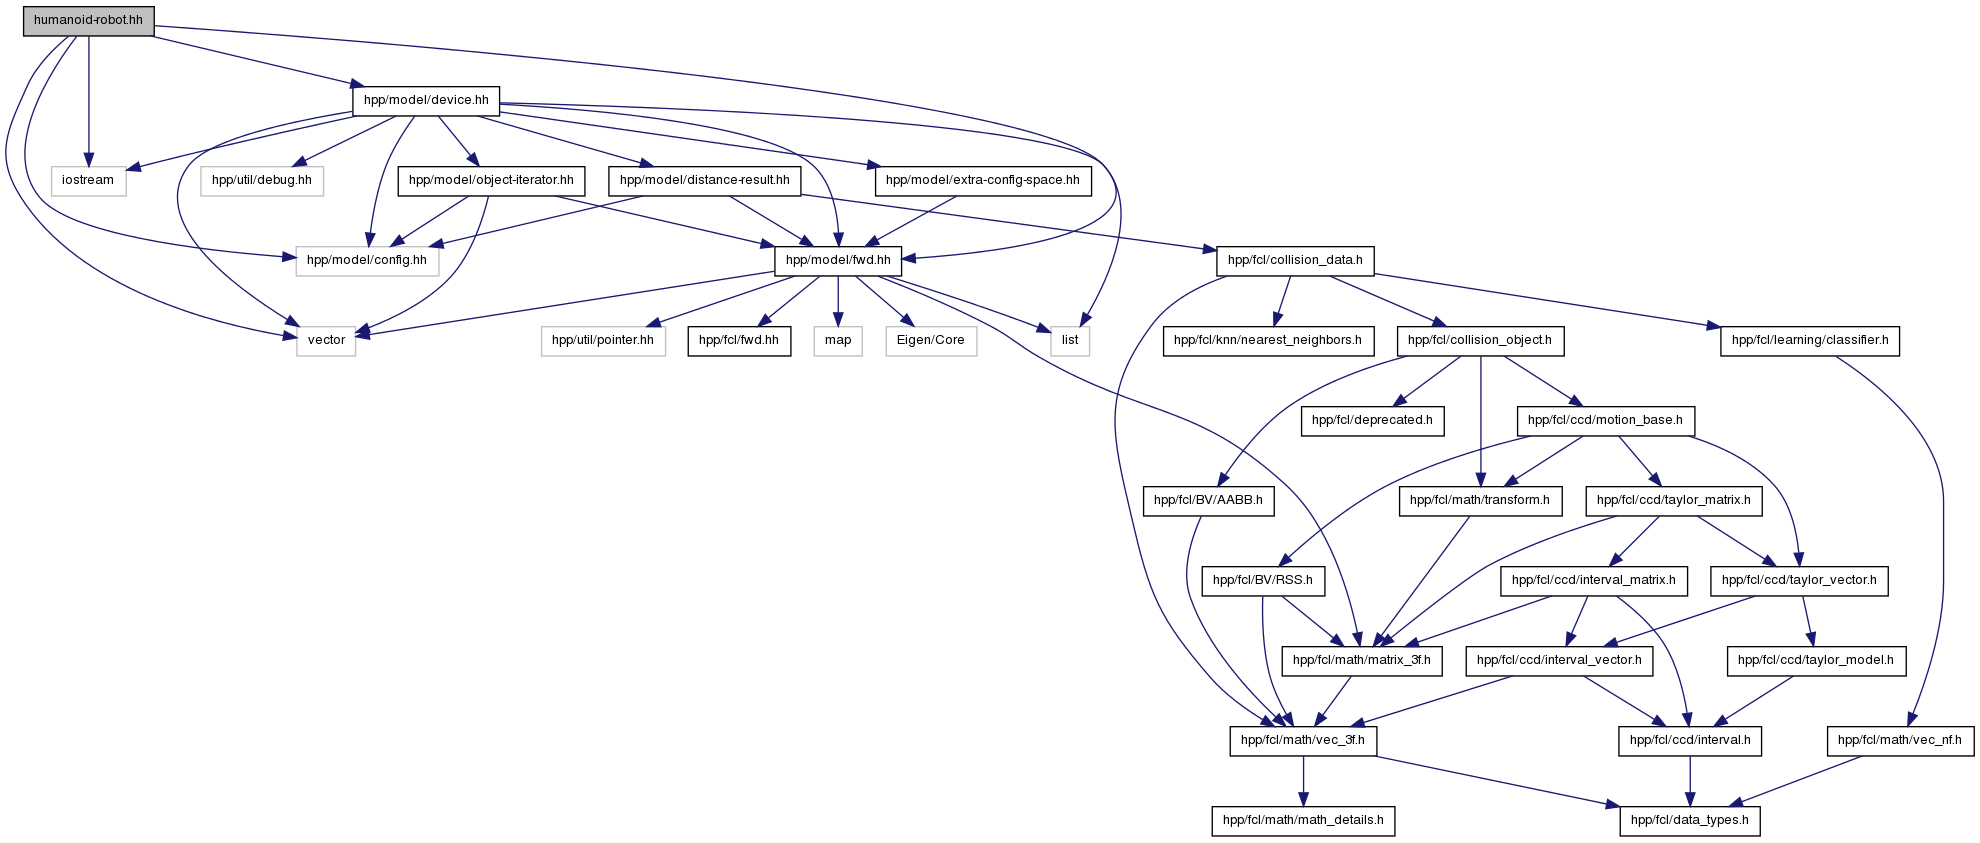 humanoid-robot.hh
hpp/model/device.hh
iostream
hpp/util/debug.hh
hpp/model/object-iterator.hh
hpp/model/distance-result.hh
hpp/model/extra-config-space.hh
hpp/model/config.hh
hpp/model/fwd.hh
hpp/fcl/collision_data.h
vector
hpp/util/pointer.hh
hpp/fcl/fwd.hh
map
Eigen/Core
list
hpp/fcl/knn/nearest_neighbors.h
hpp/fcl/collision_object.h
hpp/fcl/learning/classifier.h
hpp/fcl/deprecated.h
hpp/fcl/ccd/motion_base.h
hpp/fcl/BV/AABB.h
hpp/fcl/math/transform.h
hpp/fcl/ccd/taylor_matrix.h
hpp/fcl/BV/RSS.h
hpp/fcl/ccd/interval_matrix.h
hpp/fcl/ccd/taylor_vector.h
hpp/fcl/math/matrix_3f.h
hpp/fcl/ccd/interval_vector.h
hpp/fcl/ccd/taylor_model.h
hpp/fcl/math/vec_3f.h
hpp/fcl/ccd/interval.h
hpp/fcl/math/vec_nf.h
hpp/fcl/math/math_details.h
hpp/fcl/data_types.h